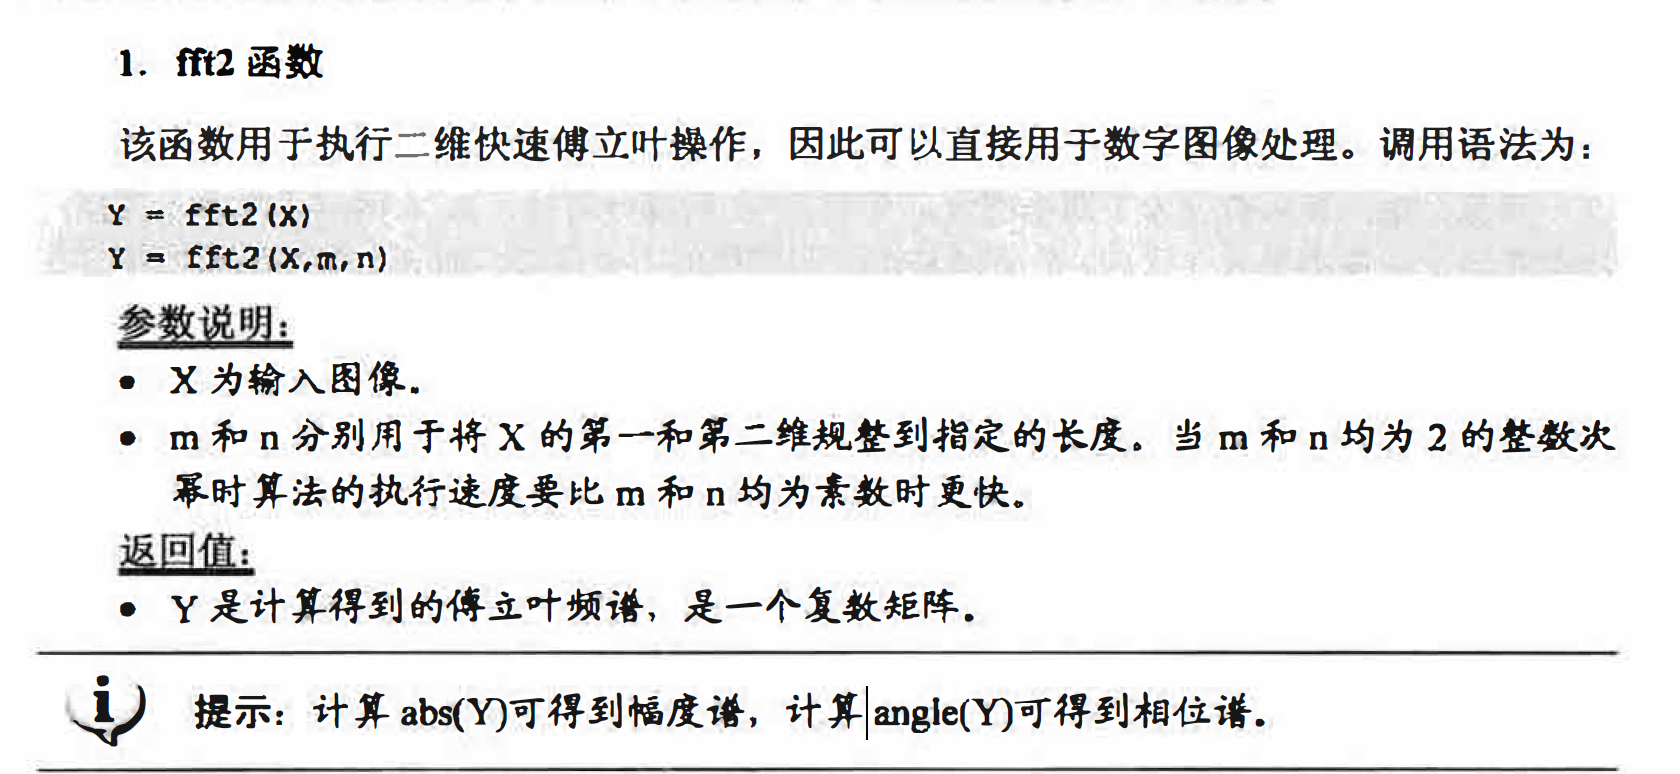 1. fft2 函数
该函数用于执行二维快速傅立叶操作，因此可以直接用于数字图像处理。调用语法为：
Y = fft2(X)
Y = fft2(X,m,n)
参数说明：
● X 为输入图像。
● m 和 n 分别用于将 X 的第一和第二维规整到指定的长度。当 m 和 n 均为 2 的整数次
幂时算法的执行速度要比 m 和 n 均为素数时更快。
返回值：
● Y 是计算得到的傅立叶频谱，是一个复数矩阵。
提示：计算 abs(Y)可得到幅度谱，计算 angle(Y)可得到相位谱。